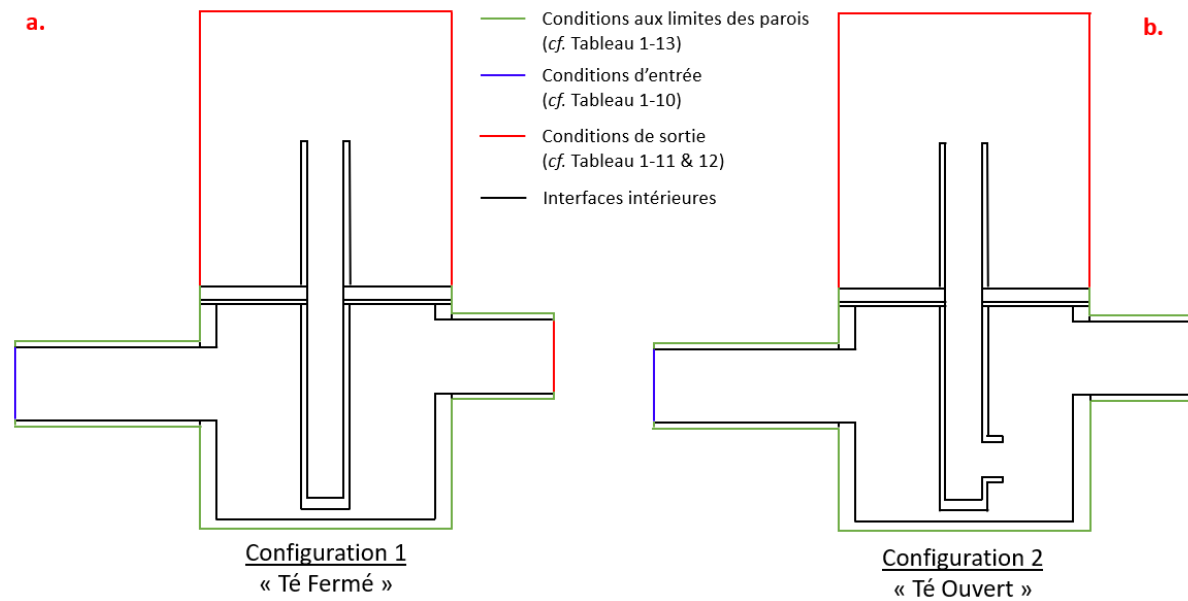 a.
Conditions aux limites des parois
(cf. Tableau 1-13)
Conditions d’entrée
(cf. Tableau 1-10)
Conditions de sortie
(cf. Tableau 1-11 & 12)
Interfaces intérieures
b.
Configuration 1
« Té Fermé »
Configuration 2
« Té Ouvert »